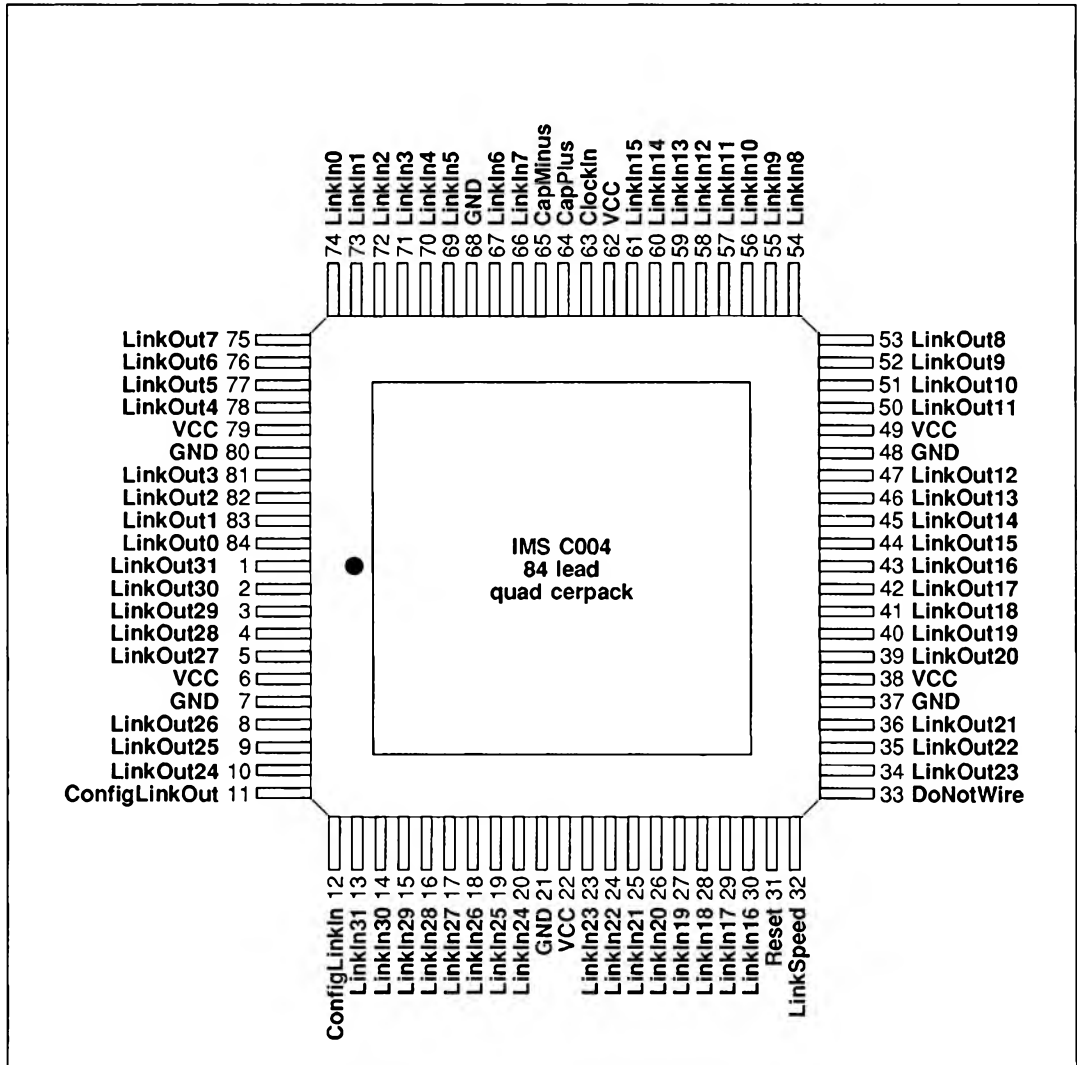 74 LinkIn0
73 LinkIn1
72 LinkIn2
71 LinkIn3
70 LinkIn4
69 LinkIn5
68 GND
67 LinkIn6
66 LinkIn7
65 CapMinus
64 CapPlus
63 ClockIn
62 VCC
61 LinkIn15
60 LinkIn14
59 LinkIn13
58 LinkIn12
57 LinkIn11
56 LinkIn10
55 LinkIn9
54 LinkIn8
LinkOut7 75
LinkOut6 76
LinkOut5 77
LinkOut4 78
VCC 79
GND 80
LinkOut3 81
LinkOut2 82
LinkOut1 83
LinkOut0 84
LinkOut31 1
LinkOut30 2
LinkOut29 3
LinkOut28 4
LinkOut27 5
VCC 6
GND 7
LinkOut26 8
LinkOut25 9
LinkOut24 10
ConfigLinkOut 11
IMS C004
84 lead
quad cerpack
53 LinkOut8
52 LinkOut9
51 LinkOut10
50 LinkOut11
49 VCC
48 GND
47 LinkOut12
46 LinkOut13
45 LinkOut14
44 LinkOut15
43 LinkOut16
42 LinkOut17
41 LinkOut18
40 LinkOut19
39 LinkOut20
38 VCC
37 GND
36 LinkOut21
35 LinkOut22
34 LinkOut23
33 DoNotWire
ConfigLinkIn 12
LinkIn31 13
LinkIn30 14
LinkIn29 15
LinkIn28 16
LinkIn27 17
LinkIn26 18
LinkIn25 19
LinkIn24 20
GND 21
VCC 22
LinkIn23 23
LinkIn22 24
LinkIn21 25
LinkIn20 26
LinkIn19 27
LinkIn18 28
LinkIn17 29
LinkIn16 30
Reset 31
LinkSpeed 32